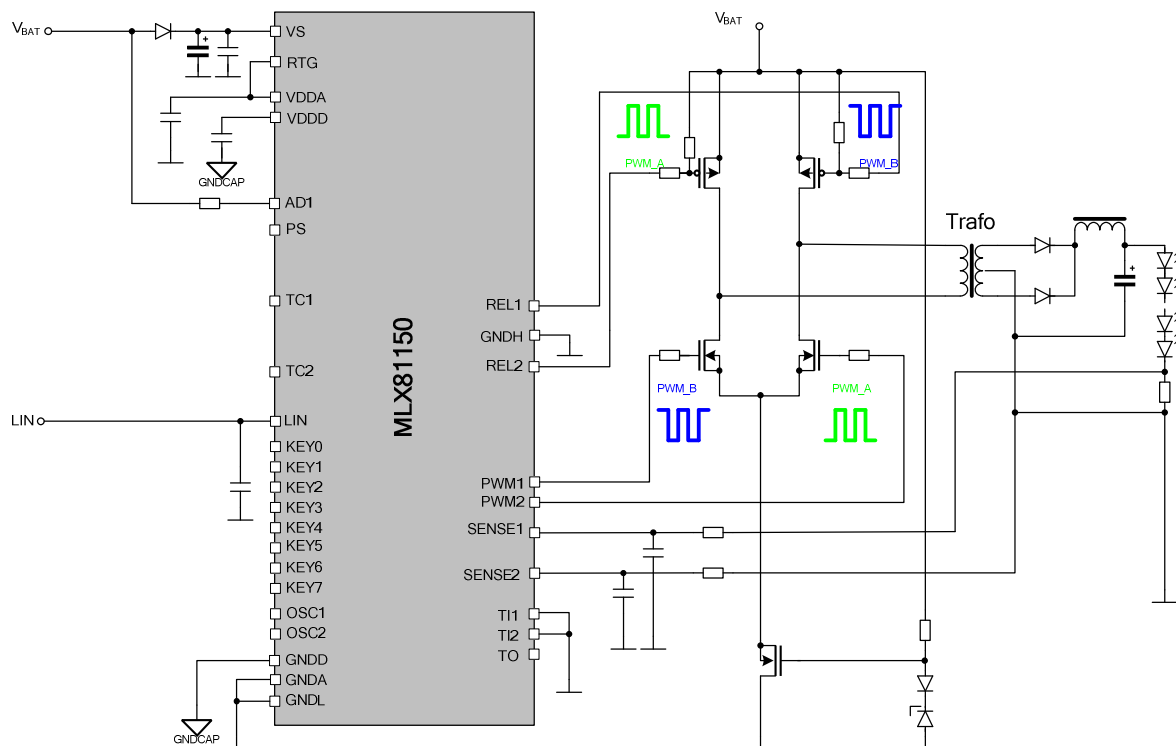 VBAT
VS
RTG
VDDA
VDDD
GNDCAP
AD1
PS
TC1
TC2
LIN
LIN
KEY0
KEY1
KEY2
KEY3
KEY4
KEY5
KEY6
KEY7
OSC1
OSC2
GNDD
GNDA
GNDL
GNDCAP
MLX81150
REL1
GNDH
REL2
PWM1
PWM2
SENSE1
SENSE2
TI1
TI2
TO
VBAT
PWM_A
PWM_B
PWM_B
PWM_A
Trafo
+
+